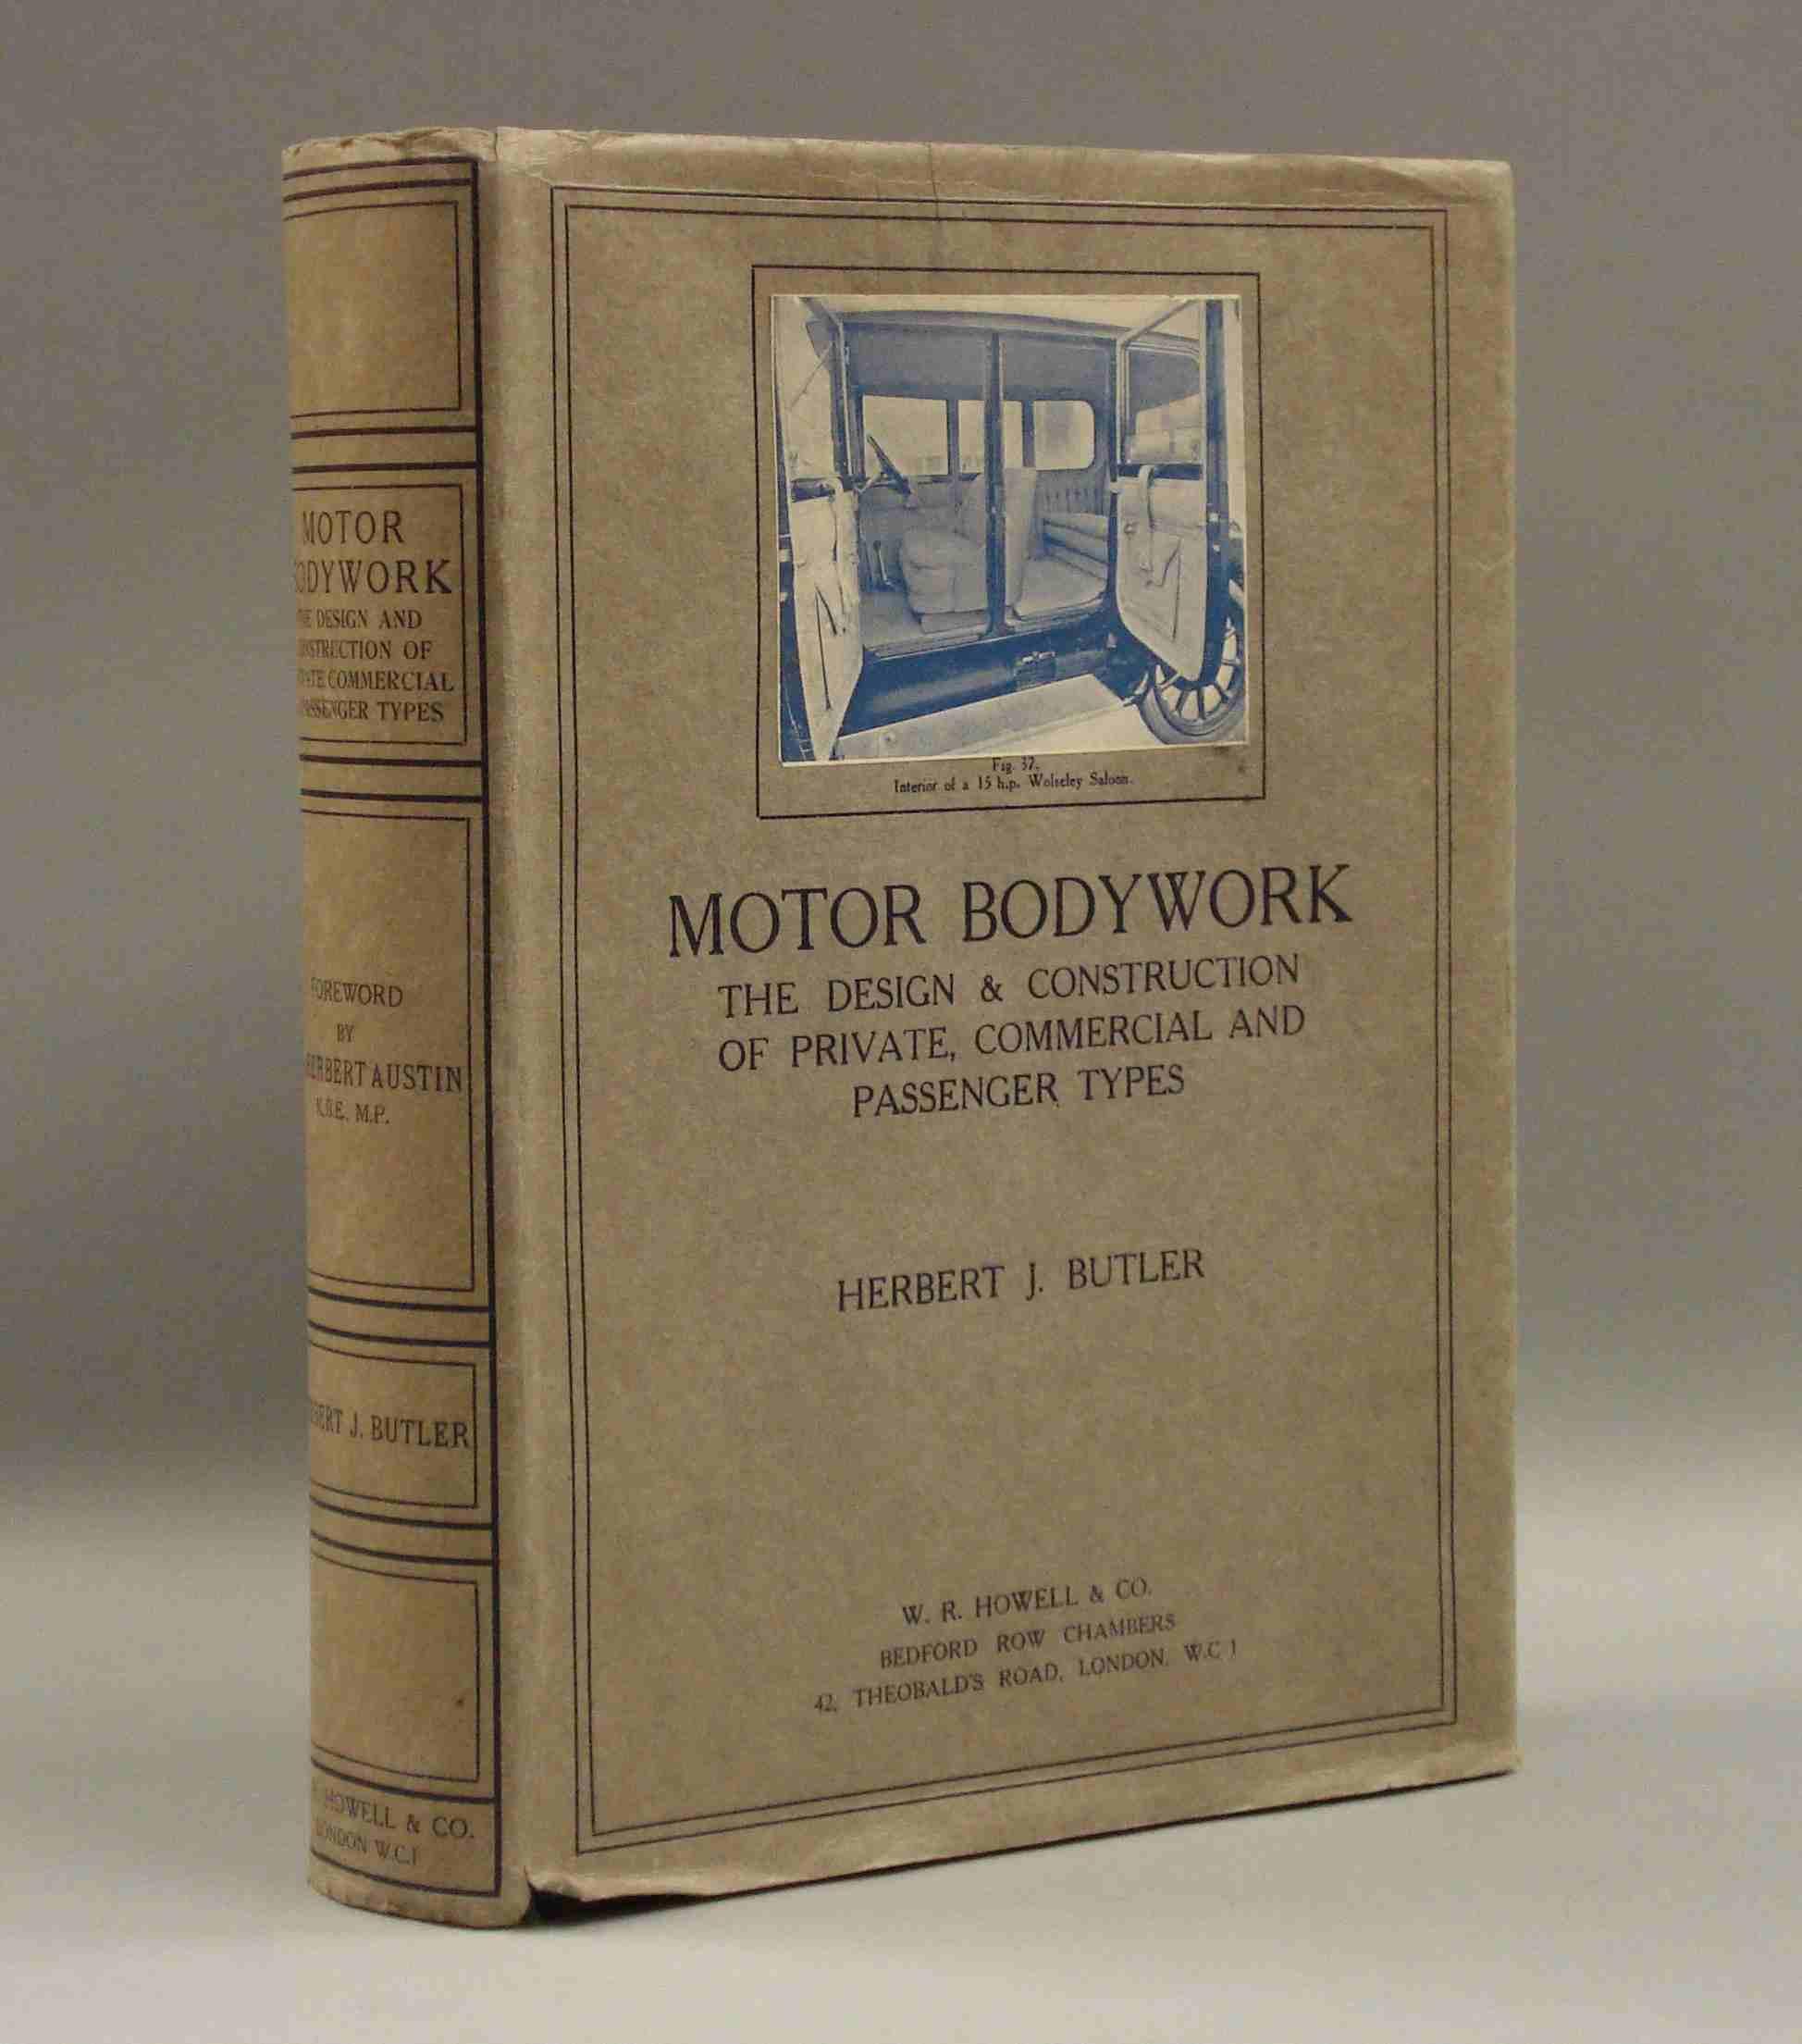 MOTOR
BODYWORK
THE DESIGN AND
CONSTRUCTION OF
PRIVATE COMMERCIAL
PASSENGER TYPES
FOREWORD
BY
HERBERT AUSTIN
K.B.E. M.P.
HERBERT J. BUTLER
HOWELL & CO.
LONDON W.C.1
Fig. 37.
Interior of a 15 h.p. Wolseley Saloon.
MOTOR BODYWORK
THE DESIGN & CONSTRUCTION
OF PRIVATE, COMMERCIAL AND
PASSENGER TYPES
HERBERT J. BUTLER
W. R. HOWELL & CO.
BEDFORD ROW CHAMBERS
42, THEOBALD'S ROAD, LONDON, W.C 1